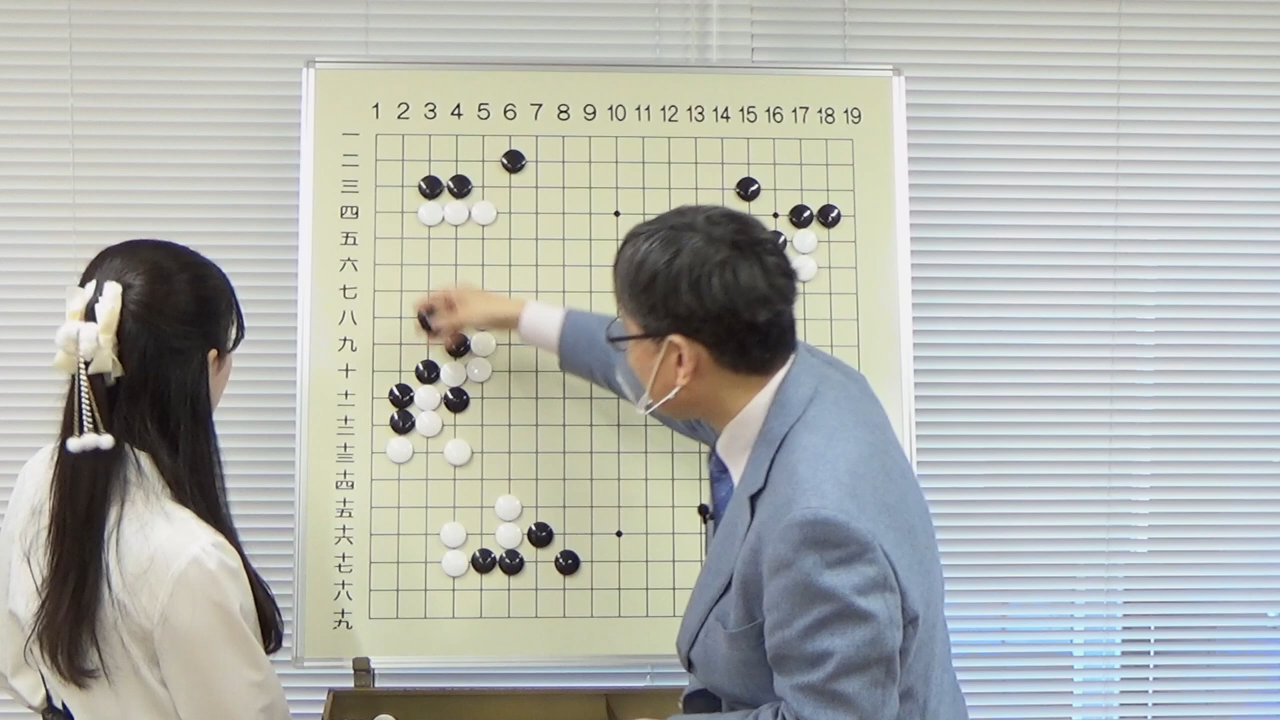 1 2 3 4 5 6 7 8 9 10 11 12 13 14 15 16 17 18 19
一
二
三
四
五
六
七
八
九
十
十一
十二
十三
十四
十五
十六
十七
十八
十九